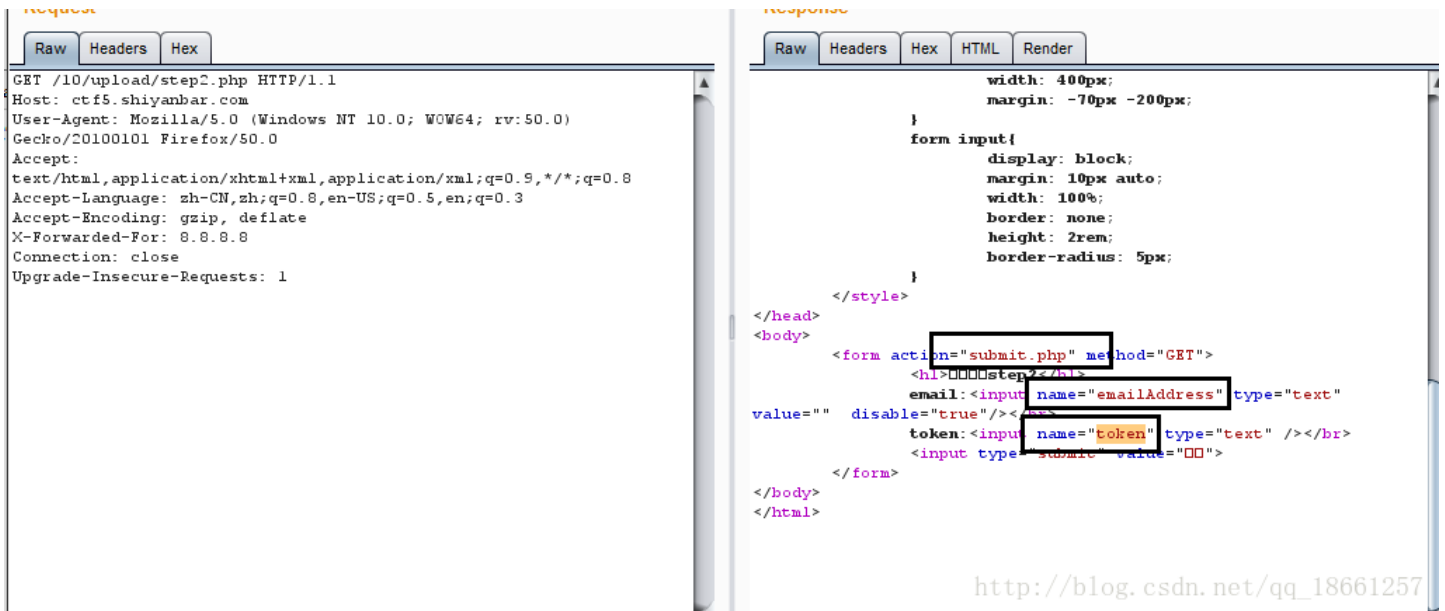 Request
Raw Headers Hex
GET /10/upload/step2.php HTTP/1.1
Host: ctf5.shiyanbar.com
User-Agent: Mozilla/5.0 (Windows NT 10.0; WOW64; rv:50.0)
Gecko/20100101 Firefox/50.0
Accept:
text/html,application/xhtml+xml,application/xml;q=0.9,*/*;q=0.8
Accept-Language: zh-CN,zh;q=0.8,en-US;q=0.5,en;q=0.3
Accept-Encoding: gzip, deflate
X-Forwarded-For: 8.8.8.8
Connection: close
Upgrade-Insecure-Requests: 1
Response
Raw Headers Hex HTML Render
width: 400px;
margin: -70px -200px;
}
form input{
display: block;
margin: 10px auto;
width: 100%;
border: none;
height: 2rem;
border-radius: 5px;
}
</style>
</head>
<body>
<form action="submit.php" method="GET">
<h1>□□□□step2</h1>
email:<input name="emailAddress" type="text"
value="" disable="true"/></br>
token:<input name="token" type="text" /></br>
<input type="submit" value="□□">
</form>
</body>
</html>
http://blog.csdn.net/qq_18661257